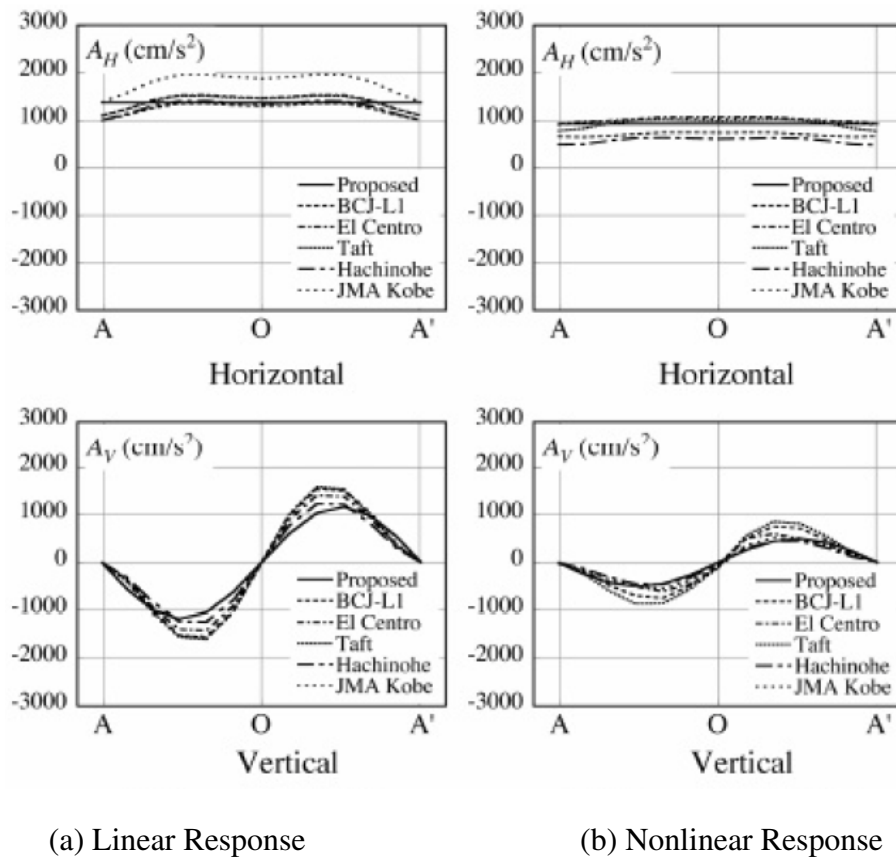 3000
A_H (cm/s²)
2000
1000
0
-1000
-2000
-3000
Proposed
BCJ-L1
El Centro
Taft
Hachinohe
JMA Kobe
A O A'
Horizontal
3000
A_H (cm/s²)
2000
1000
0
-1000
-2000
-3000
Proposed
BCJ-L1
El Centro
Taft
Hachinohe
JMA Kobe
A O A'
Horizontal
3000
A_V (cm/s²)
2000
1000
0
-1000
-2000
-3000
Proposed
BCJ-L1
El Centro
Taft
Hachinohe
JMA Kobe
A O A'
Vertical
3000
A_V (cm/s²)
2000
1000
0
-1000
-2000
-3000
Proposed
BCJ-L1
El Centro
Taft
Hachinohe
JMA Kobe
A O A'
Vertical
(a) Linear Response
(b) Nonlinear Response